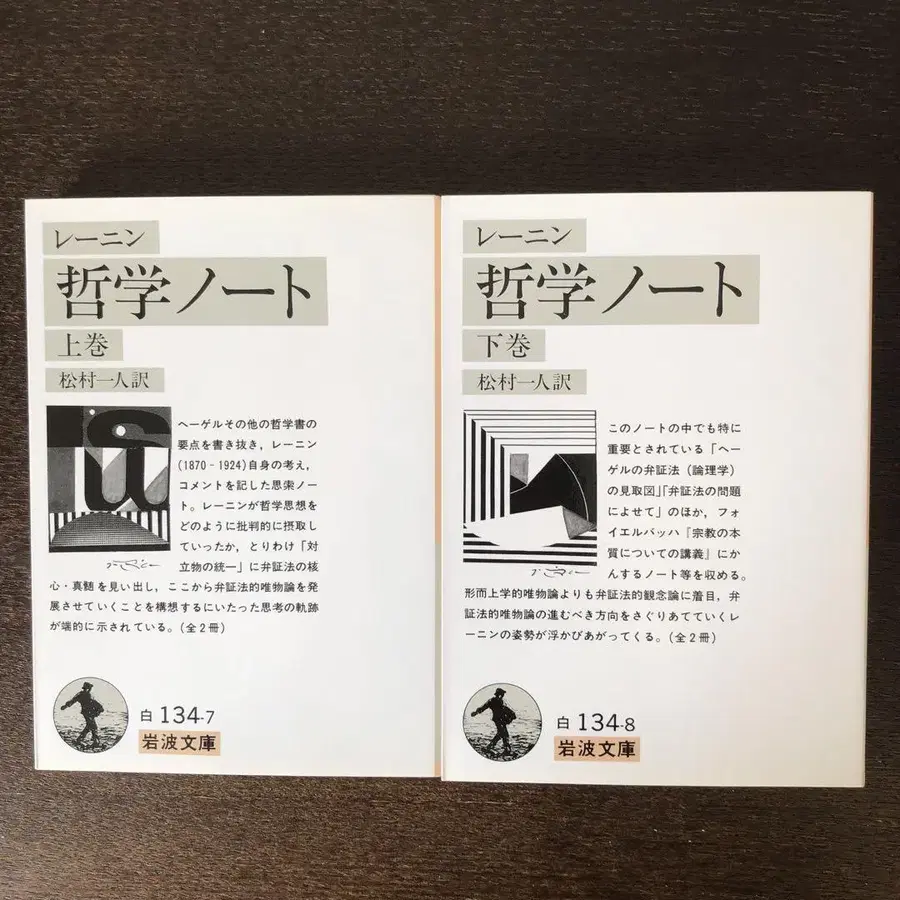 レーニン
哲学ノート
上巻
松村一人訳
ヘーゲルその他の哲学書の
要点を書き抜き，レーニン
(1870‐1924)自身の考え，
コメントを記した思索ノー
ト。レーニンが哲学思想を
どのように批判的に摂取し
ていったか，とりわけ「対
立物の統一」に弁証法の核
心・真髄を見い出し，ここから弁証法的唯物論を発
展させていくことを構想するにいたった思考の軌跡
が端的に示されている。(全2冊)
白 134-7
岩波文庫
レーニン
哲学ノート
下巻
松村一人訳
このノートの中でも特に
重要とされている「ヘー
ゲルの弁証法（論理学）
の見取図」「弁証法の問題
によせて」のほか，フォ
イエルバッハ『宗教の本
質についての講義』にか
んするノート等を収める。
形而上学的唯物論よりも弁証法的観念論に着目，弁
証法的唯物論の進むべき方向をさぐりあてていくレ
ーニンの姿勢が浮かびあがってくる。(全2冊)
白 134-8
岩波文庫